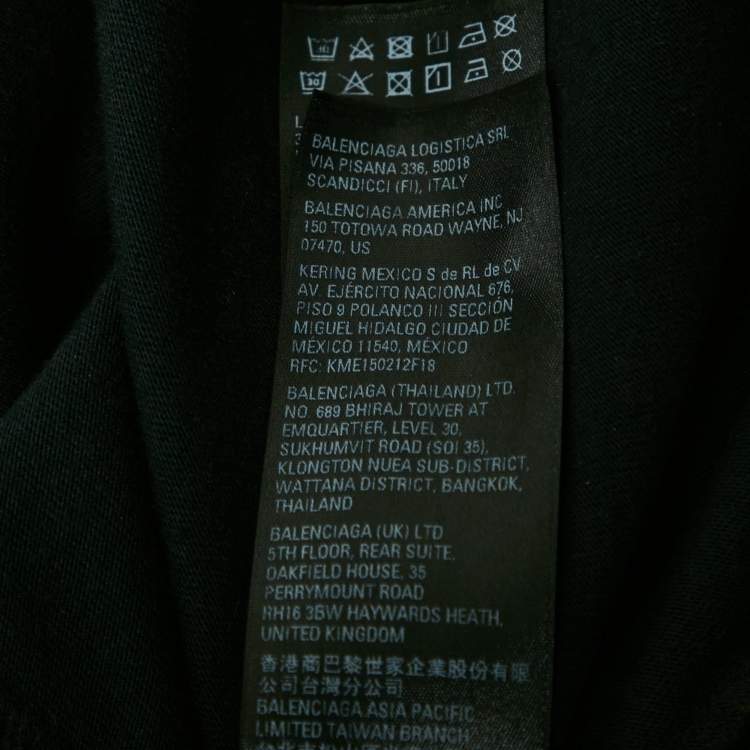 30
L
3
BALENCIAGA LOGISTICA SRL
VIA PISANA 336, 50018
SCANDICCI (FI), ITALY
BALENCIAGA AMERICA INC
150 TOTOWA ROAD WAYNE, NJ
07470, US
KERING MEXICO S de RL de CV
AV. EJÉRCITO NACIONAL 676,
PISO 9 POLANCO III SECCIÓN
MIGUEL HIDALGO CIUDAD DE
MÉXICO 11540, MÉXICO
RFC: KME150212F18
BALENCIAGA (THAILAND) LTD.
NO. 689 BHIRAJ TOWER AT
EMQUARTIER, LEVEL 30,
SUKHUMVIT ROAD (SOI 35),
KLONGTON NUEA SUB-DISTRICT,
WATTANA DISTRICT, BANGKOK,
THAILAND
BALENCIAGA (UK) LTD
5TH FLOOR, REAR SUITE,
OAKFIELD HOUSE, 35
PERRYMOUNT ROAD
RH16 3BW HAYWARDS HEATH,
UNITED KINGDOM
香港商巴黎世家企業股份有限
公司台灣分公司
BALENCIAGA ASIA PACIFIC
LIMITED TAIWAN BRANCH